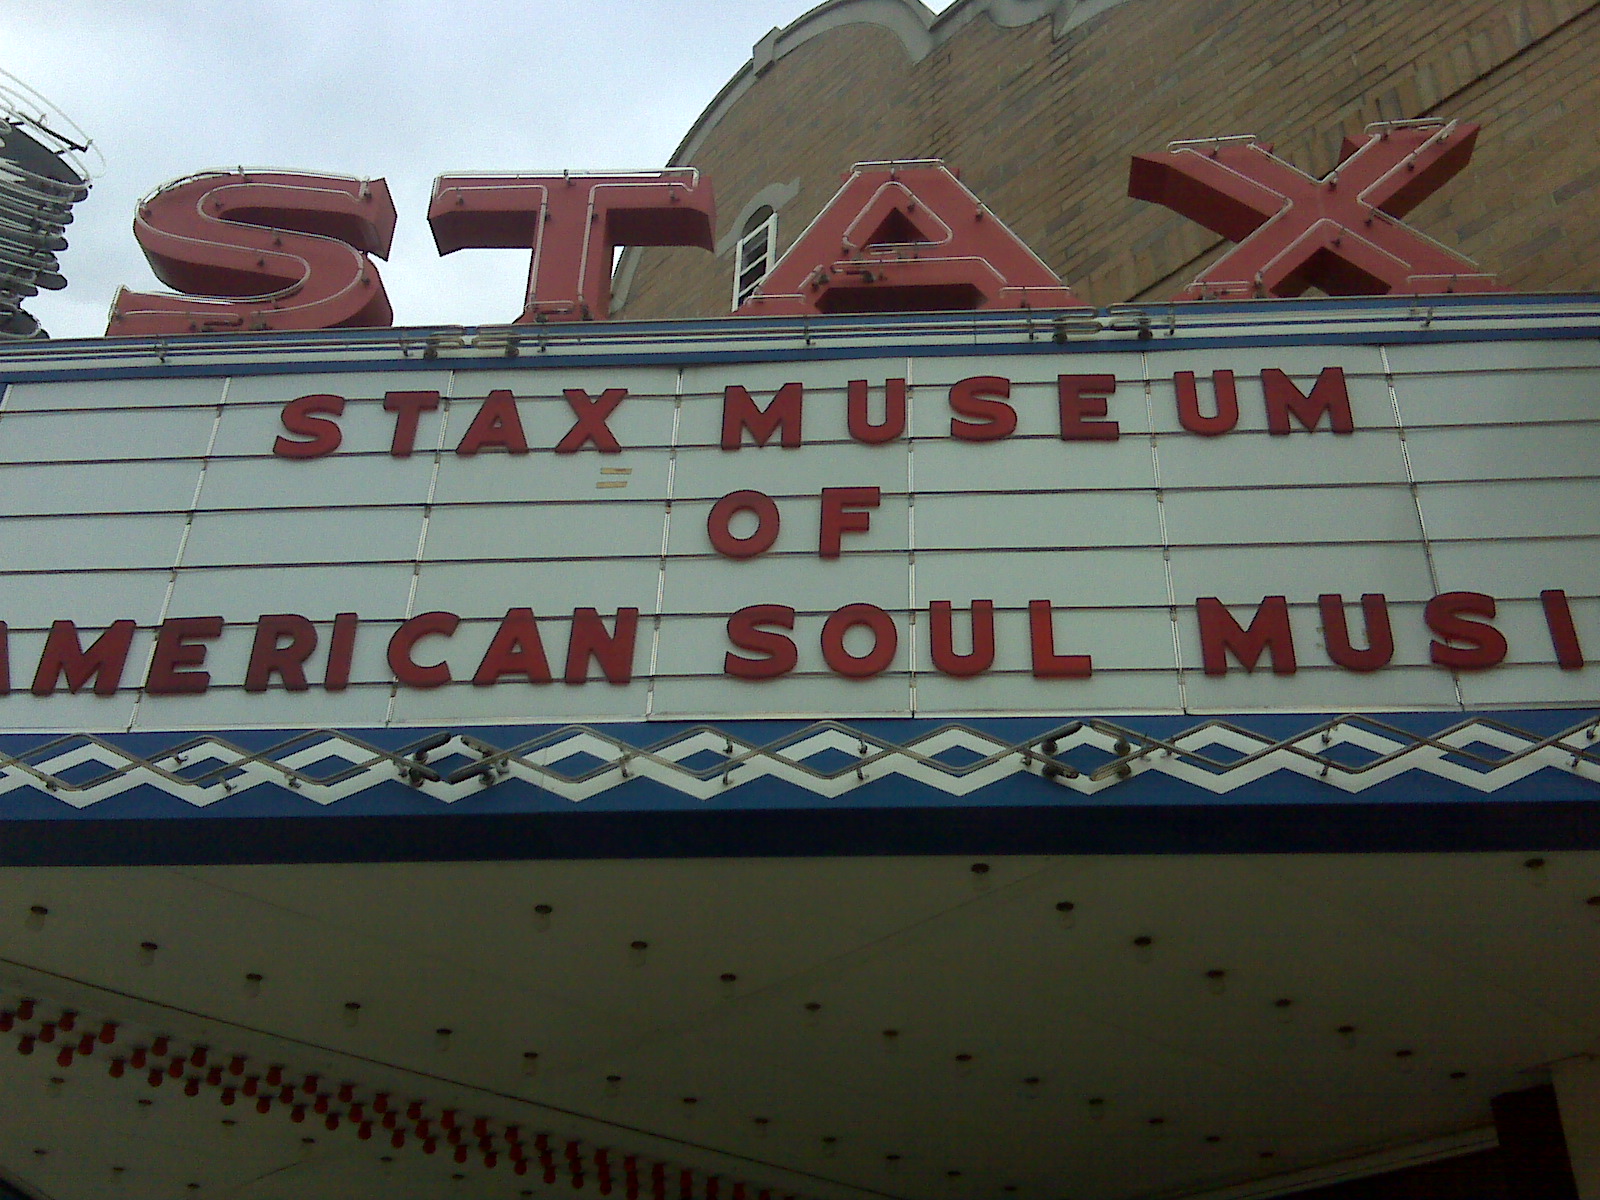 STAX
STAX MUSEUM
OF
AMERICAN SOUL MUSI